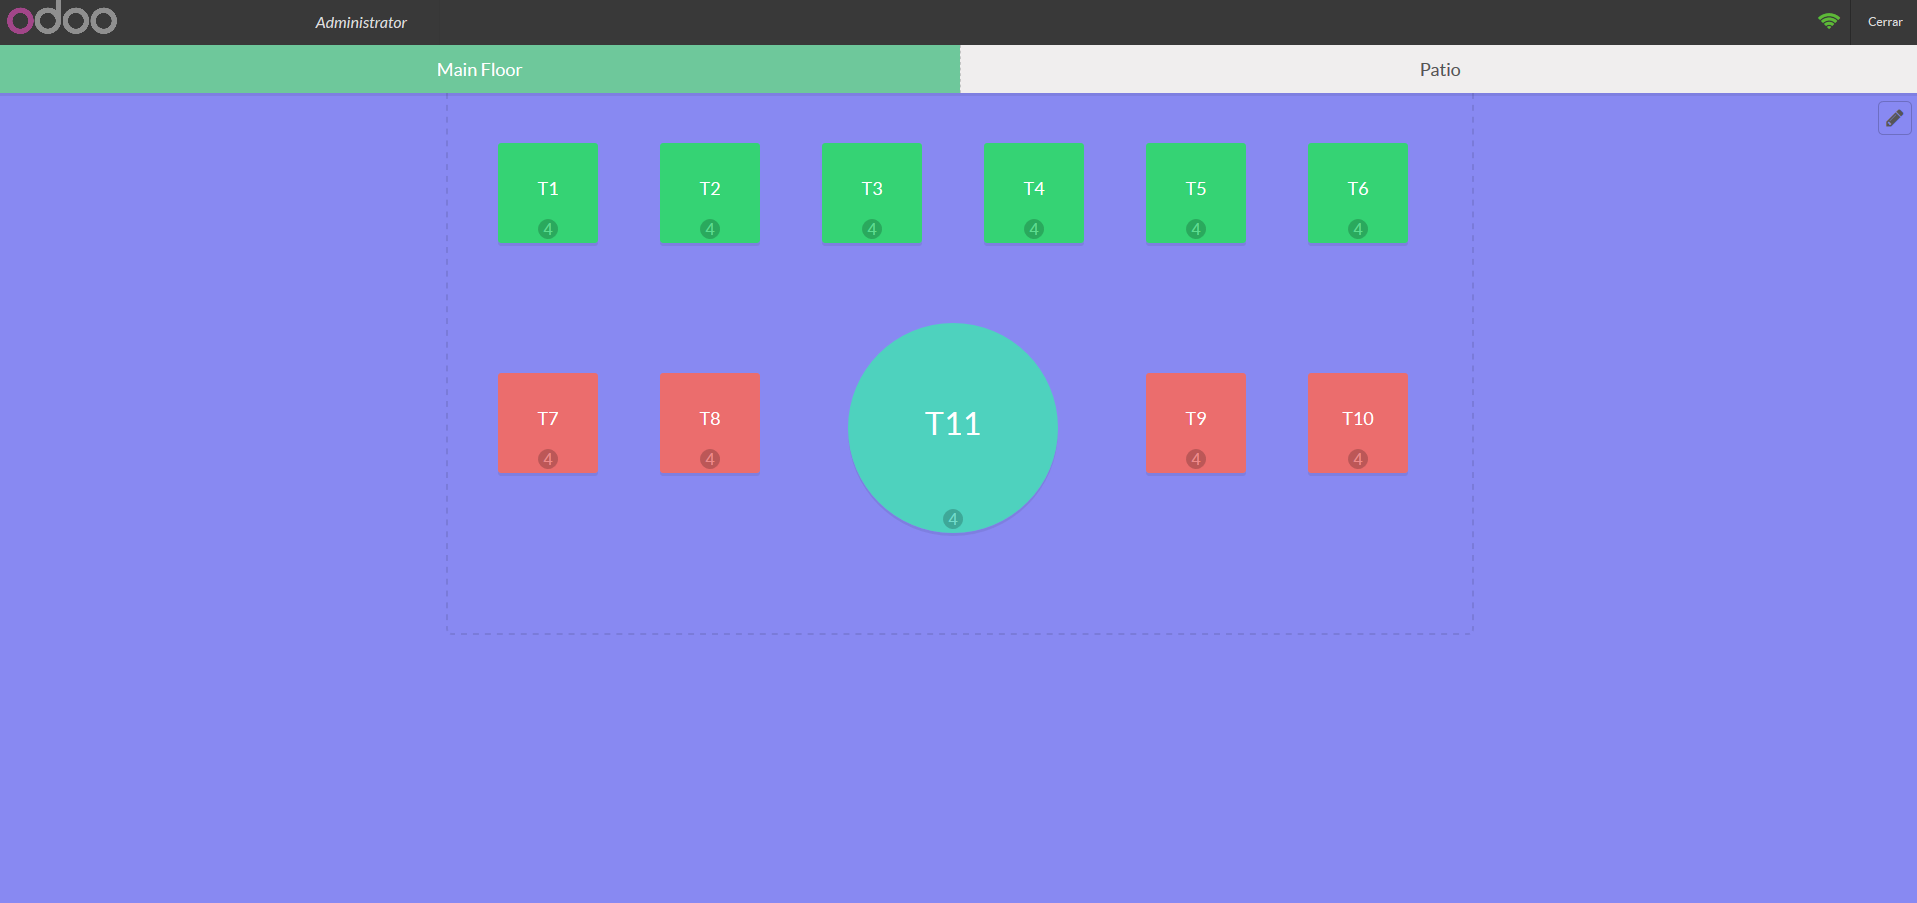 odoo Administrator Cerrar
Main Floor Patio
T1 T2 T3 T4 T5 T6
4 4 4 4 4 4
T7 T8 T11 T9 T10
4 4 4 4
4